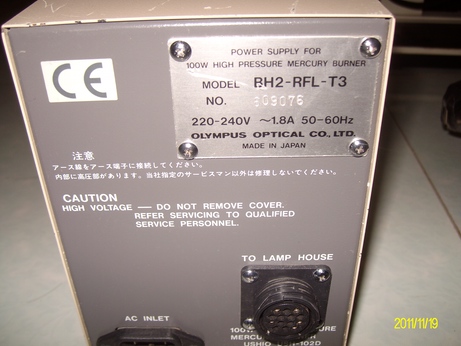 CE
POWER SUPPLY FOR
100W HIGH PRESSURE MERCURY BURNER
MODEL BH2-RFL-T3
NO. 09076
220-240V ~1.8A 50-60Hz
OLYMPUS OPTICAL CO., LTD.
MADE IN JAPAN
注意
アース線をアース端子に接続してください。
内部に高圧部があります。当社指定のサービスマン以外は修理しないでください。
CAUTION
HIGH VOLTAGE — DO NOT REMOVE COVER.
REFER SERVICING TO QUALIFIED
SERVICE PERSONNEL.
TO LAMP HOUSE
AC INLET
100W
MERCU
USHIO
102D
2011/11/19